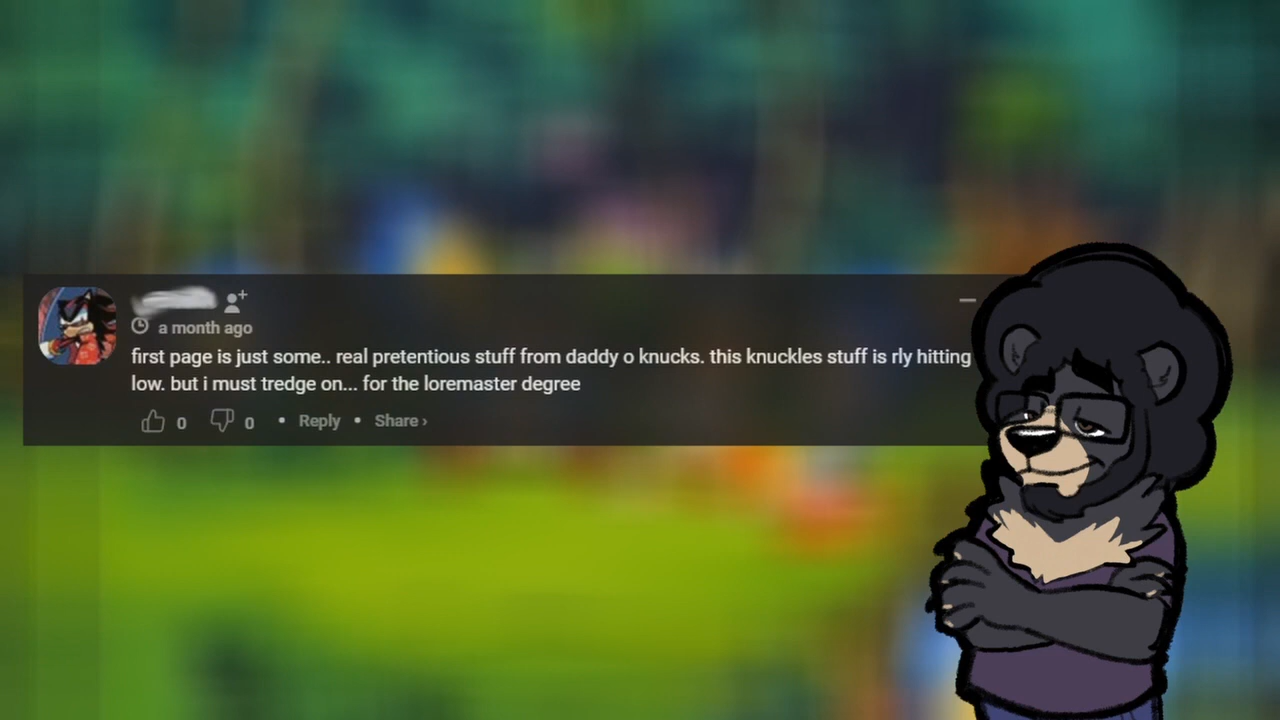 a month ago
first page is just some.. real pretentious stuff from daddy o knucks. this knuckles stuff is rly hitting
low. but i must tredge on... for the loremaster degree
0 0 • Reply • Share ›